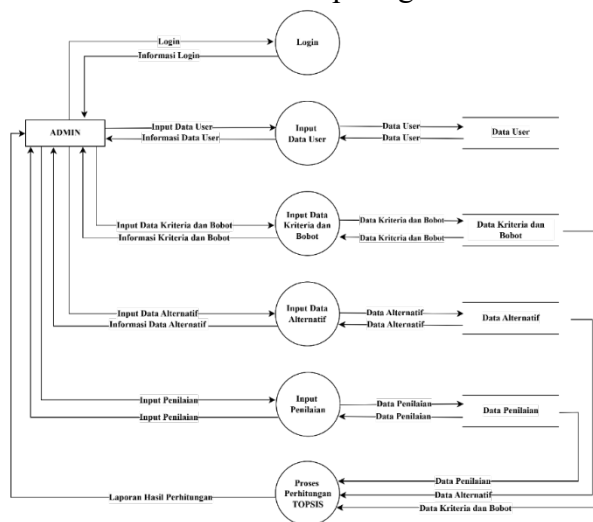 Login
Informasi Login
Login
ADMIN
Input Data User
Informasi Data User
Input
Data User
Data User
Data User
Data User
Input Data Kriteria dan Bobot
Informasi Kriteria dan Bobot
Input Data
Kriteria dan
Bobot
Data Kriteria dan Bobot
Data Kriteria dan Bobot
Data Kriteria dan
Bobot
Input Data Alternatif
Informasi Data Alternatif
Input Data
Alternatif
Data Alternatif
Data Alternatif
Data Alternatif
Input Penilaian
Input Penilaian
Input
Penilaian
Data Penilaian
Data Penilaian
Data Penilaian
Laporan Hasil Perhitungan
Proses
Perhitungan
TOPSIS
Data Penilaian
Data Alternatif
Data Kriteria dan Bobot